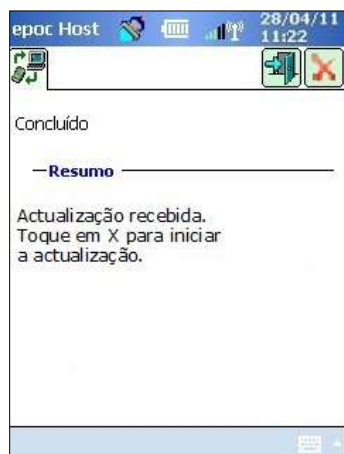 epoc Host 28/04/11
11:22
Concluído
Resumo
Actualização recebida.
Toque em X para iniciar
a actualização.